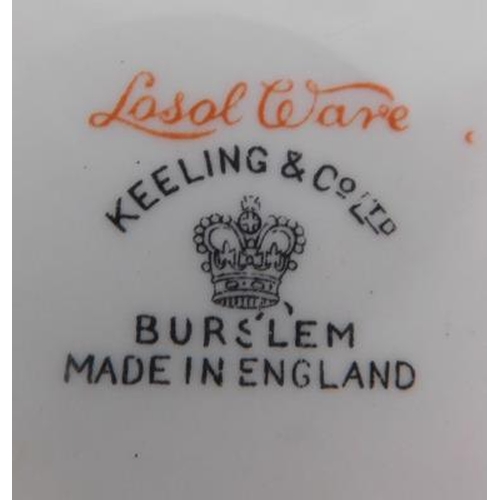 Losol Ware
KEELING & Co LTD
BURSLEM
MADE IN ENGLAND